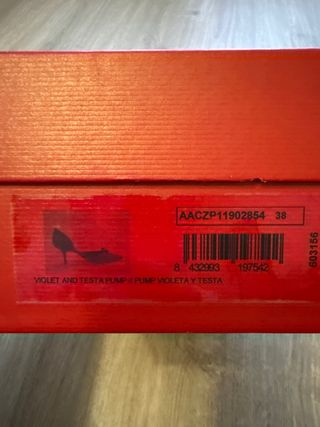 AACZP11902854 38
8 432993 197542
VIOLET AND TESTA PUMP // PUMP VIOLETA Y TESTA
603156